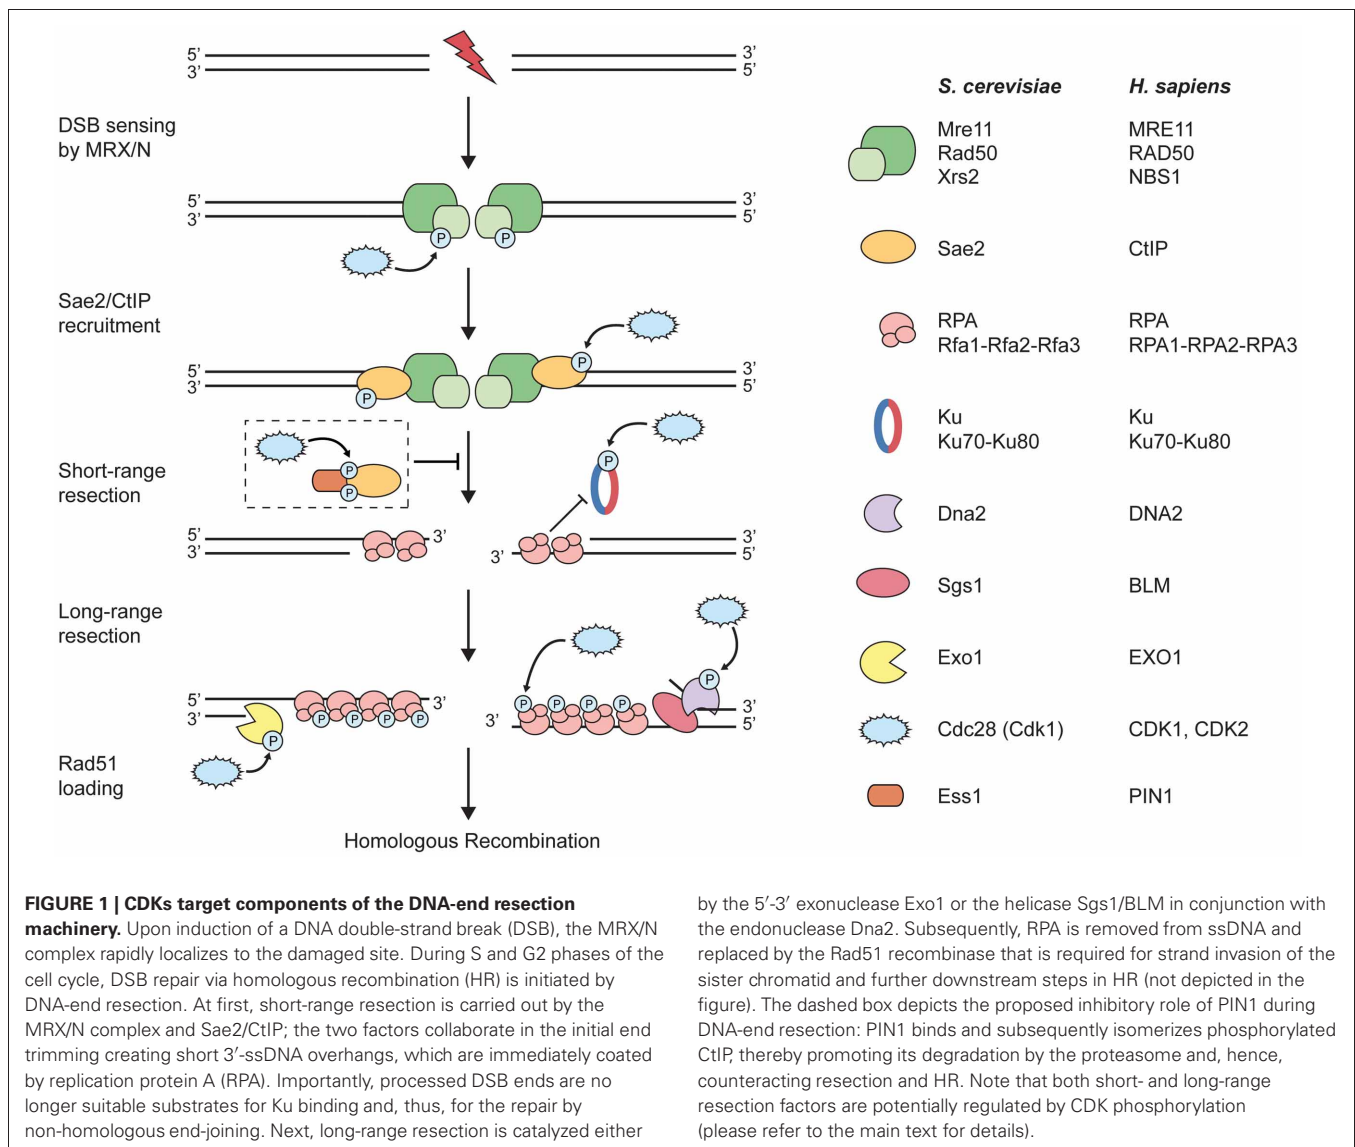 5’
3’
3’
5’
DSB sensing
by MRX/N
5’
3’
3’
5’
P
P
Sae2/CtIP
recruitment
P
5’
3’
3’
5’
P
Short-range
resection
P
P
P
5’
3’
3’
3’
3’
5’
Long-range
resection
P
5’
3’
3’
P
P
P
P
P
P
P
P
P
3’
3’
5’
Rad51
loading
Homologous Recombination
S. cerevisiae H. sapiens
Mre11 MRE11
Rad50 RAD50
Xrs2 NBS1
Sae2 CtIP
RPA RPA
Rfa1-Rfa2-Rfa3 RPA1-RPA2-RPA3
Ku Ku
Ku70-Ku80 Ku70-Ku80
Dna2 DNA2
Sgs1 BLM
Exo1 EXO1
Cdc28 (Cdk1) CDK1, CDK2
Ess1 PIN1
FIGURE 1 | CDKs target components of the DNA-end resection
machinery. Upon induction of a DNA double-strand break (DSB), the MRX/N
complex rapidly localizes to the damaged site. During S and G2 phases of the
cell cycle, DSB repair via homologous recombination (HR) is initiated by
DNA-end resection. At first, short-range resection is carried out by the
MRX/N complex and Sae2/CtIP; the two factors collaborate in the initial end
trimming creating short 3′-ssDNA overhangs, which are immediately coated
by replication protein A (RPA). Importantly, processed DSB ends are no
longer suitable substrates for Ku binding and, thus, for the repair by
non-homologous end-joining. Next, long-range resection is catalyzed either
by the 5′-3′ exonuclease Exo1 or the helicase Sgs1/BLM in conjunction with
the endonuclease Dna2. Subsequently, RPA is removed from ssDNA and
replaced by the Rad51 recombinase that is required for strand invasion of the
sister chromatid and further downstream steps in HR (not depicted in the
figure). The dashed box depicts the proposed inhibitory role of PIN1 during
DNA-end resection: PIN1 binds and subsequently isomerizes phosphorylated
CtIP, thereby promoting its degradation by the proteasome and, hence,
counteracting resection and HR. Note that both short- and long-range
resection factors are potentially regulated by CDK phosphorylation
(please refer to the main text for details).